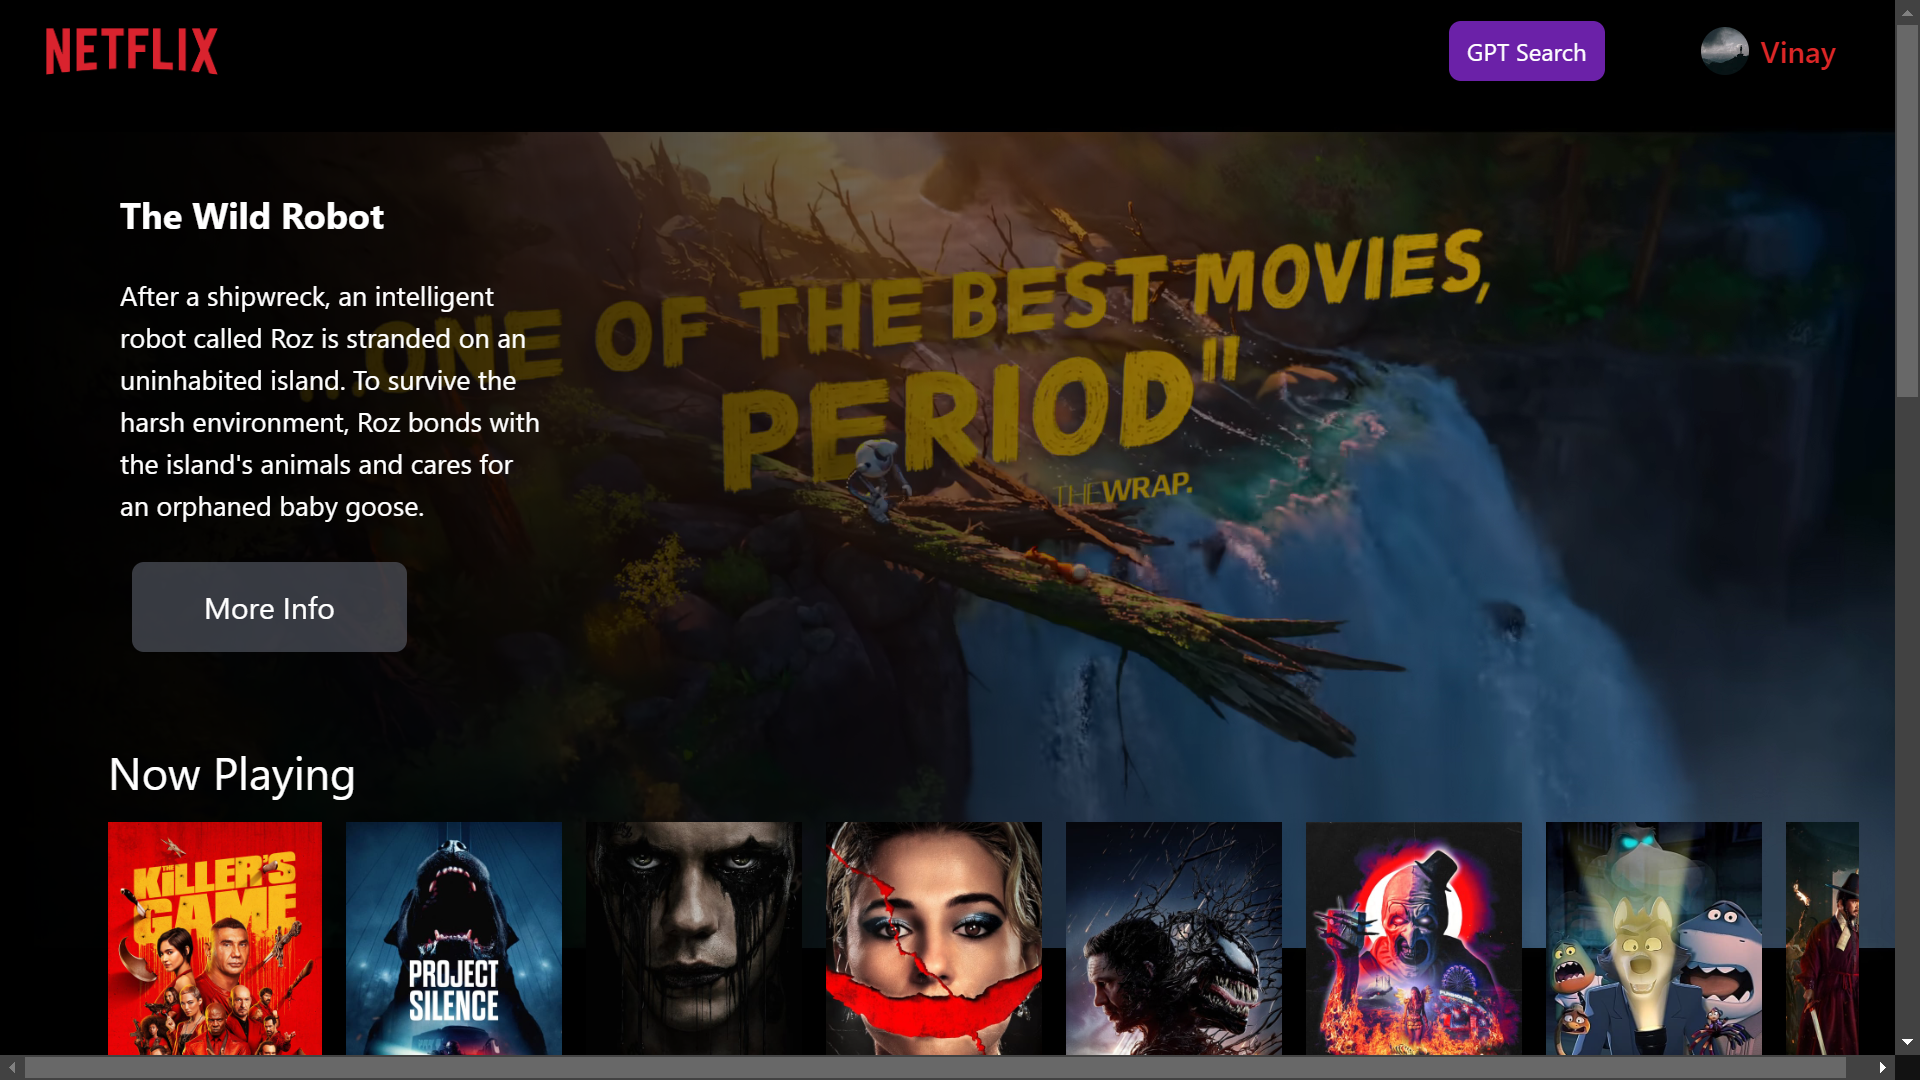 NETFLIX
GPT Search
Vinay
The Wild Robot
After a shipwreck, an intelligent
robot called Roz is stranded on an
uninhabited island. To survive the
harsh environment, Roz bonds with
the island's animals and cares for
an orphaned baby goose.
More Info
...ONE OF THE BEST MOVIES,
PERIOD"
THEWRAP.
Now Playing
THE
KILLER'S
GAME
PROJECT
SILENCE